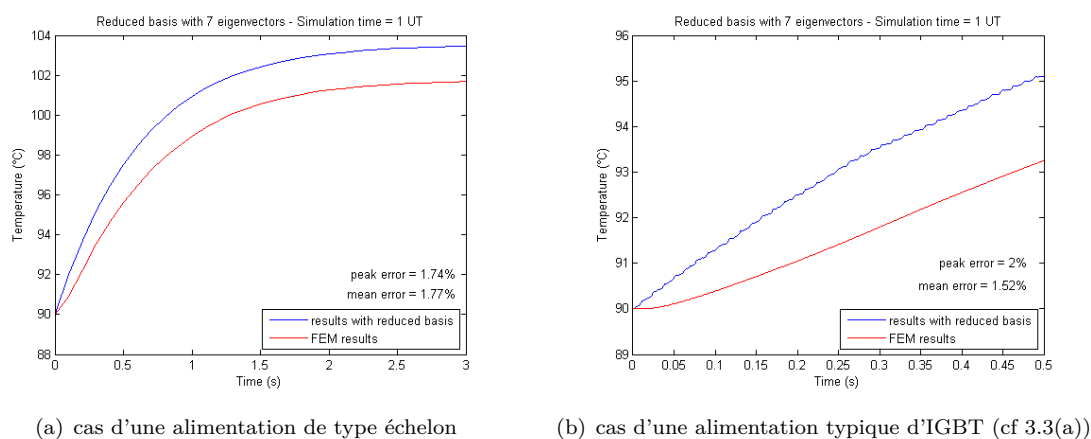 Reduced basis with 7 eigenvectors - Simulation time = 1 UT
104
102
100
98
96
94
92
90
88
Temperature (°C)
peak error = 1.74%
mean error = 1.77%
results with reduced basis
FEM results
0
0.5
1
1.5
2
2.5
3
Time (s)
(a) cas d'une alimentation de type échelon
Reduced basis with 7 eigenvectors - Simulation time = 1 UT
96
95
94
93
92
91
90
89
Temperature (°C)
peak error = 2%
mean error = 1.52%
results with reduced basis
FEM results
0
0.05
0.1
0.15
0.2
0.25
0.3
0.35
0.4
0.45
0.5
Time (s)
(b) cas d'une alimentation typique d'IGBT (cf 3.3(a))